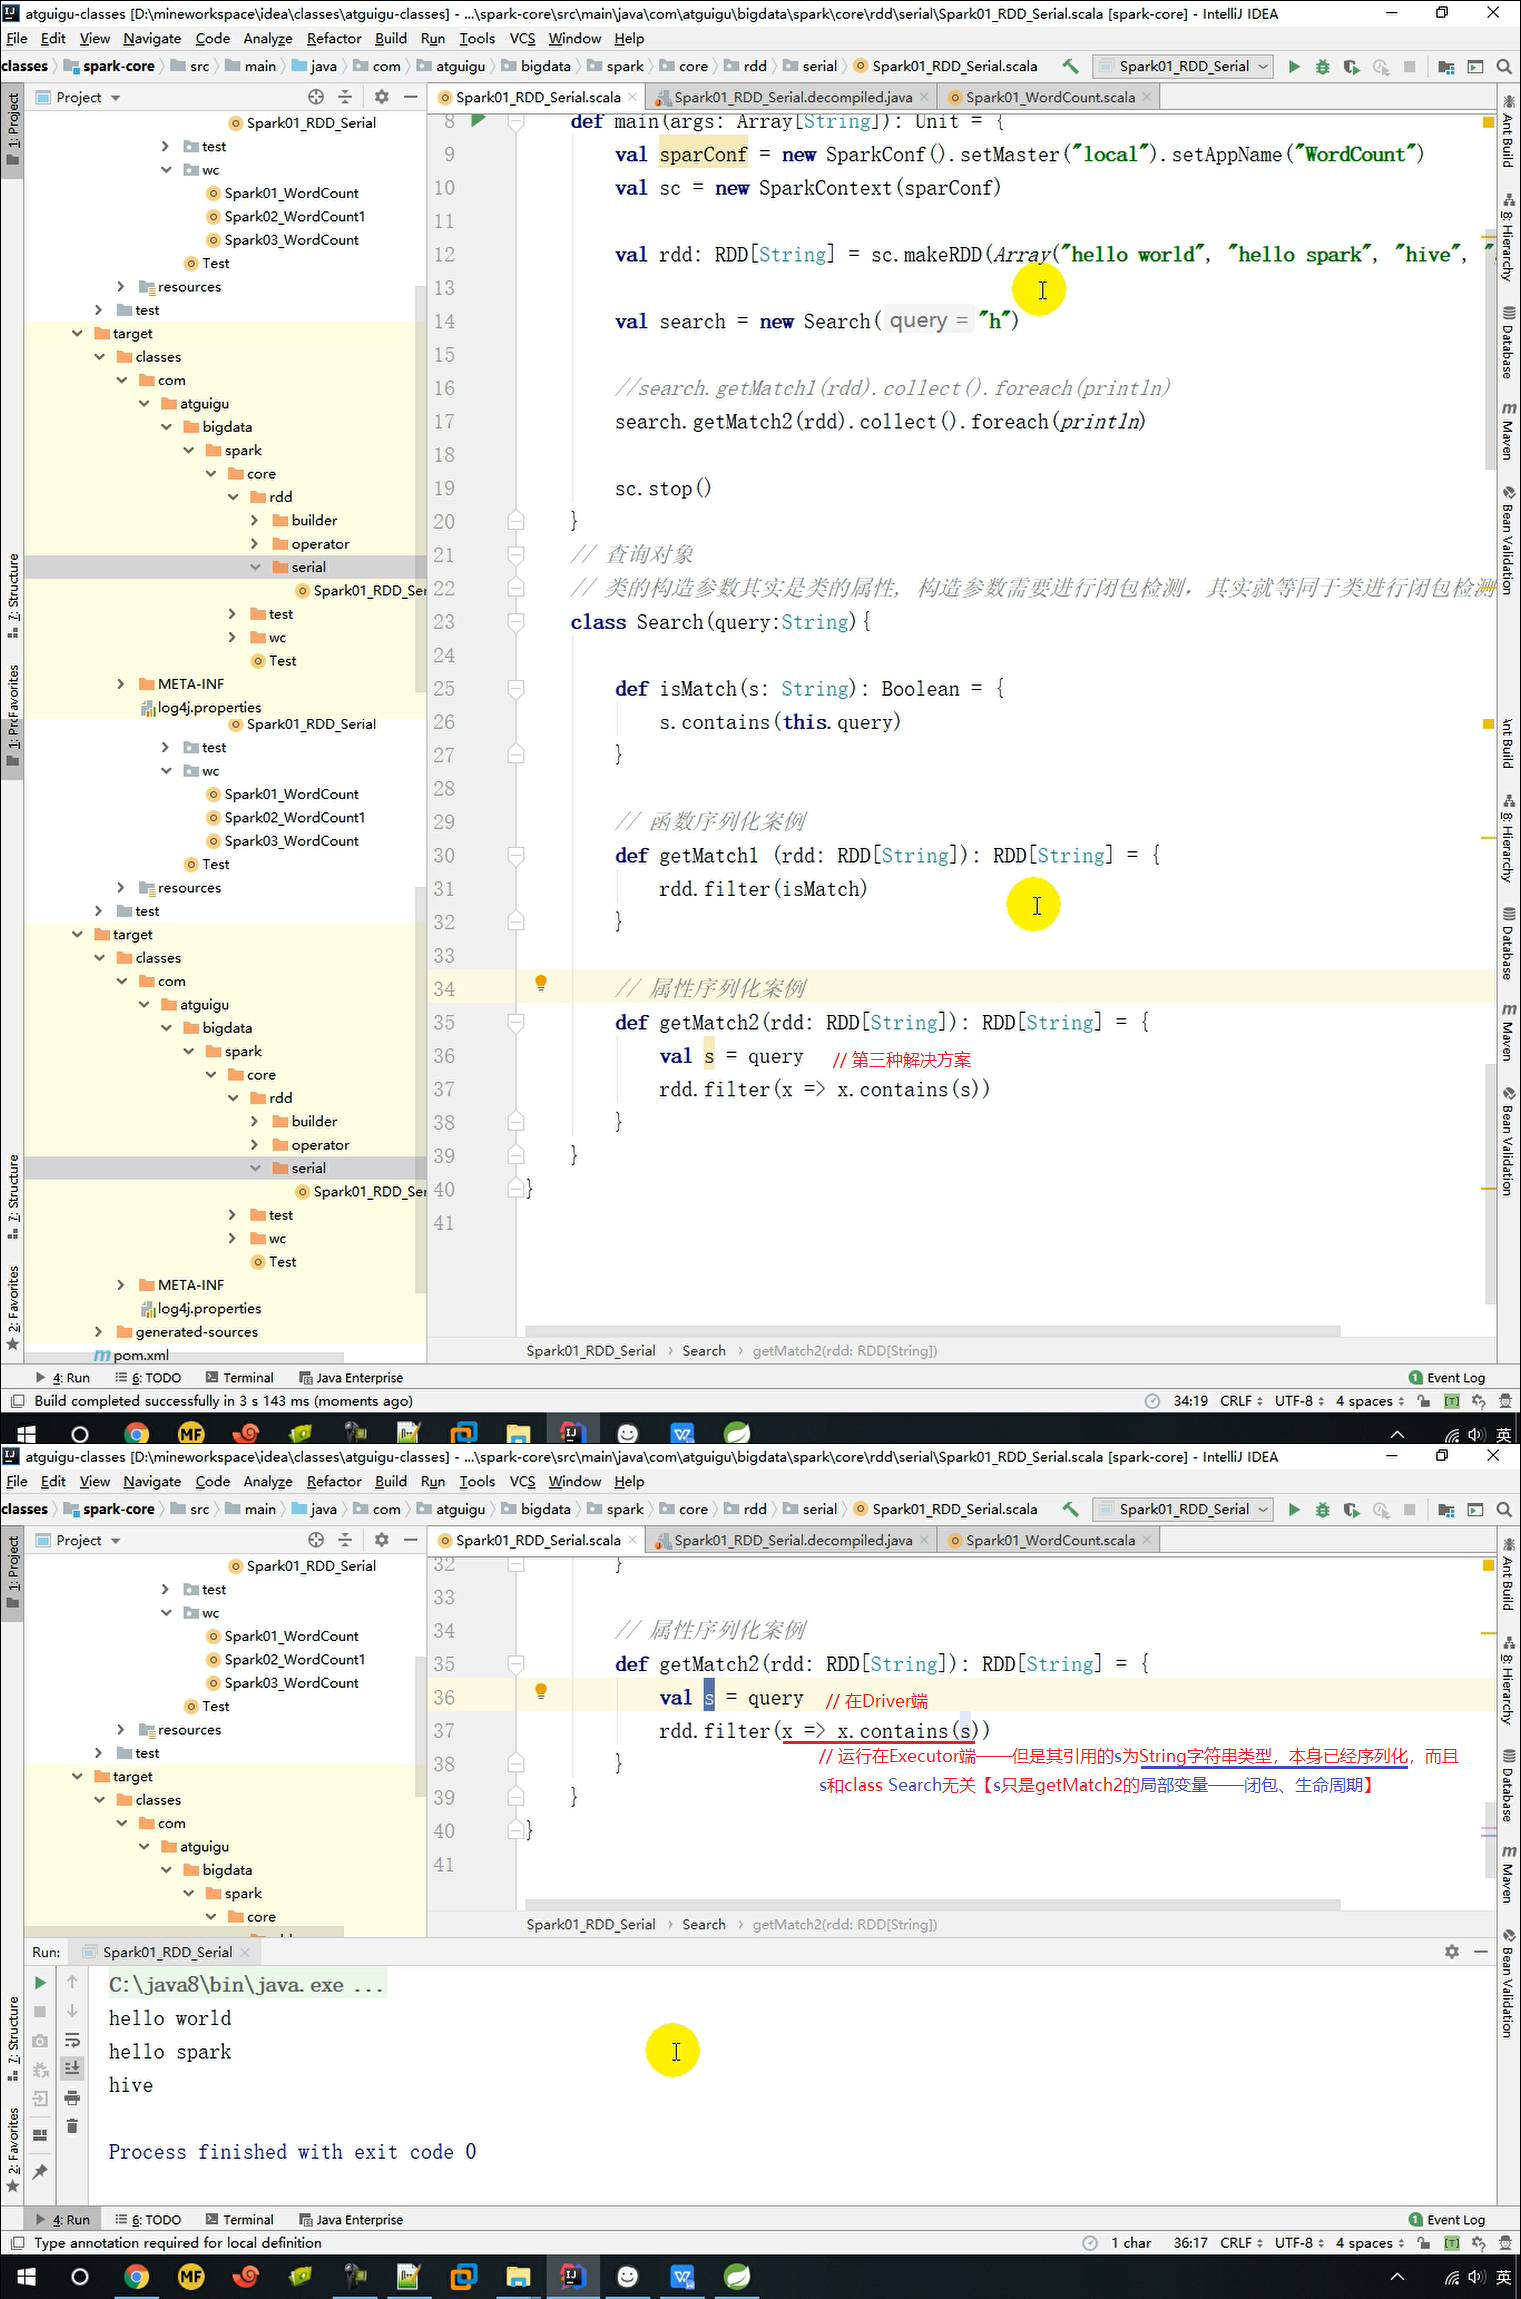 atguigu-classes [D:\mineworkspace\idea\classes\atguigu-classes] - ...\spark-core\src\main\java\com\atguigu\bigdata\spark\core\rdd\serial\Spark01_RDD_Serial.scala [spark-core] - IntelliJ IDEA
File Edit View Navigate Code Analyze Refactor Build Run Tools VCS Window Help
classes spark-core src main java com atguigu bigdata spark core rdd serial Spark01_RDD_Serial.scala Spark01_RDD_Serial
Project Spark01_RDD_Serial.scala Spark01_RDD_Serial.decompiled.java Spark01_WordCount.scala
1: Project
7: Structure
2: Favorites
Ant Build
8: Hierarchy
Database
Maven
Bean Validation
Spark01_RDD_Serial
test
wc
Spark01_WordCount
Spark02_WordCount1
Spark03_WordCount
Test
resources
test
target
classes
com
atguigu
bigdata
spark
core
rdd
builder
operator
serial
Spark01_RDD_Ser
test
wc
Test
META-INF
log4j.properties
Spark01_RDD_Serial
test
wc
Spark01_WordCount
Spark02_WordCount1
Spark03_WordCount
Test
resources
test
target
classes
com
atguigu
bigdata
spark
core
rdd
builder
operator
serial
Spark01_RDD_Ser
test
wc
Test
META-INF
log4j.properties
generated-sources
pom.xml
8 def main(args: Array[String]): Unit = {
9 val sparConf = new SparkConf().setMaster("local").setAppName("WordCount")
10 val sc = new SparkContext(sparConf)
11
12 val rdd: RDD[String] = sc.makeRDD(Array("hello world", "hello spark", "hive", "
13
14 val search = new Search( query = "h")
15
16 //search.getMatch1(rdd).collect().foreach(println)
17 search.getMatch2(rdd).collect().foreach(println)
18
19 sc.stop()
20 }
21 // 查询对象
22 // 类的构造参数其实是类的属性, 构造参数需要进行闭包检测，其实就等同于类进行闭包检测
23 class Search(query:String){
24
25 def isMatch(s: String): Boolean = {
26 s.contains(this.query)
27 }
28
29 // 函数序列化案例
30 def getMatch1 (rdd: RDD[String]): RDD[String] = {
31 rdd.filter(isMatch)
32 }
33
34 // 属性序列化案例
35 def getMatch2(rdd: RDD[String]): RDD[String] = {
36 val s = query // 第三种解决方案
37 rdd.filter(x => x.contains(s))
38 }
39 }
40 }
41
Spark01_RDD_Serial Search getMatch2(rdd: RDD[String])
4: Run 6: TODO Terminal Java Enterprise 1 Event Log
Build completed successfully in 3 s 143 ms (moments ago) 34:19 CRLF UTF-8 4 spaces
英
atguigu-classes [D:\mineworkspace\idea\classes\atguigu-classes] - ...\spark-core\src\main\java\com\atguigu\bigdata\spark\core\rdd\serial\Spark01_RDD_Serial.scala [spark-core] - IntelliJ IDEA
File Edit View Navigate Code Analyze Refactor Build Run Tools VCS Window Help
classes spark-core src main java com atguigu bigdata spark core rdd serial Spark01_RDD_Serial.scala Spark01_RDD_Serial
Project Spark01_RDD_Serial.scala Spark01_RDD_Serial.decompiled.java Spark01_WordCount.scala
1: Project
7: Structure
2: Favorites
Ant Build
8: Hierarchy
Database
Maven
Bean Validation
Spark01_RDD_Serial
test
wc
Spark01_WordCount
Spark02_WordCount1
Spark03_WordCount
Test
resources
test
target
classes
com
atguigu
bigdata
spark
core
32 }
33
34 // 属性序列化案例
35 def getMatch2(rdd: RDD[String]): RDD[String] = {
36 val s = query // 在Driver端
37 rdd.filter(x => x.contains(s))
// 运行在Executor端——但是其引用的s为String字符串类型，本身已经序列化，而且
38 }
s和class Search无关【s只是getMatch2的局部变量——闭包、生命周期】
39 }
40 }
41
Spark01_RDD_Serial Search getMatch2(rdd: RDD[String])
Run: Spark01_RDD_Serial
C:\java8\bin\java.exe ...
hello world
hello spark
hive
Process finished with exit code 0
4: Run 6: TODO Terminal Java Enterprise 1 Event Log
Type annotation required for local definition 1 char 36:17 CRLF UTF-8 4 spaces
英